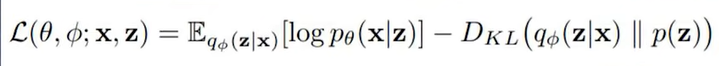 ℒ(θ, ϕ; x, z) = 𝔼_{q_ϕ(z|x)}[log p_θ(x|z)] − D_{KL}(q_ϕ(z|x) ∥ p(z))